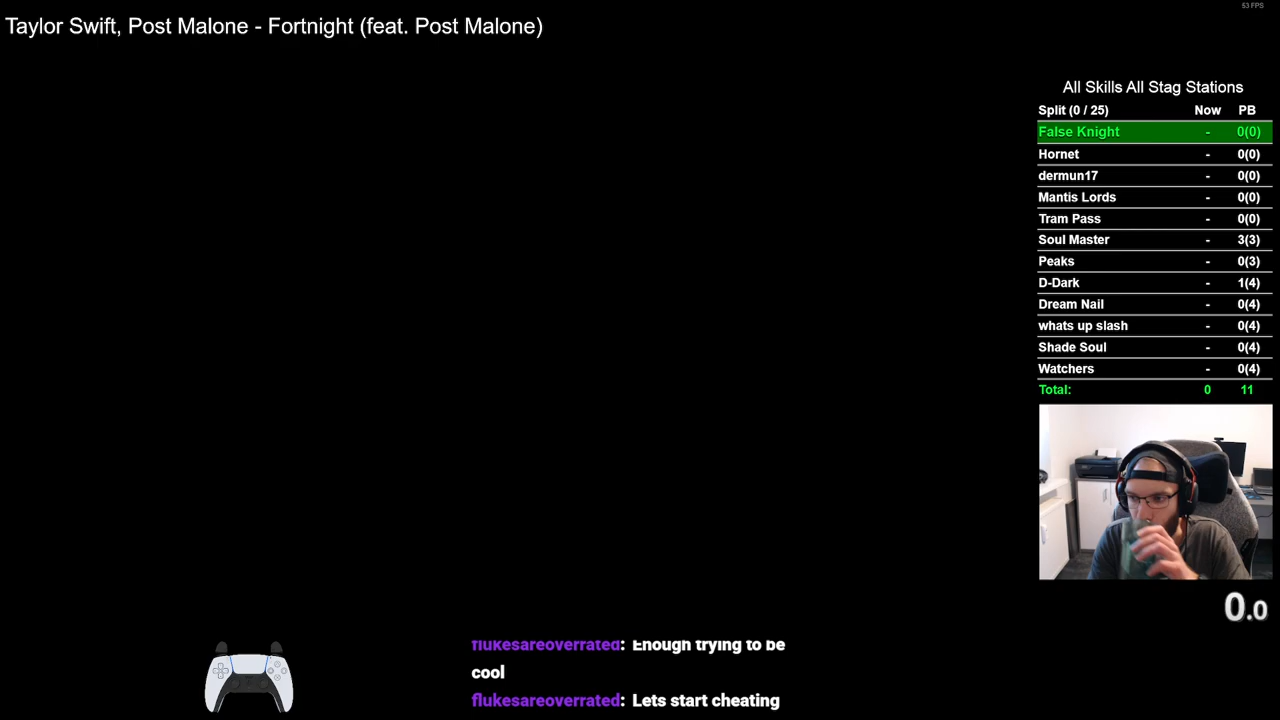 53 FPS
Taylor Swift, Post Malone - Fortnight (feat. Post Malone)
All Skills All Stag Stations
Split (0 / 25) Now PB
False Knight - 0(0)
Hornet - 0(0)
dermun17 - 0(0)
Mantis Lords - 0(0)
Tram Pass - 0(0)
Soul Master - 3(3)
Peaks - 0(3)
D-Dark - 1(4)
Dream Nail - 0(4)
whats up slash - 0(4)
Shade Soul - 0(4)
Watchers - 0(4)
Total: 0 11
0.0
flukesareoverrated: Enough trying to be
cool
flukesareoverrated: Lets start cheating